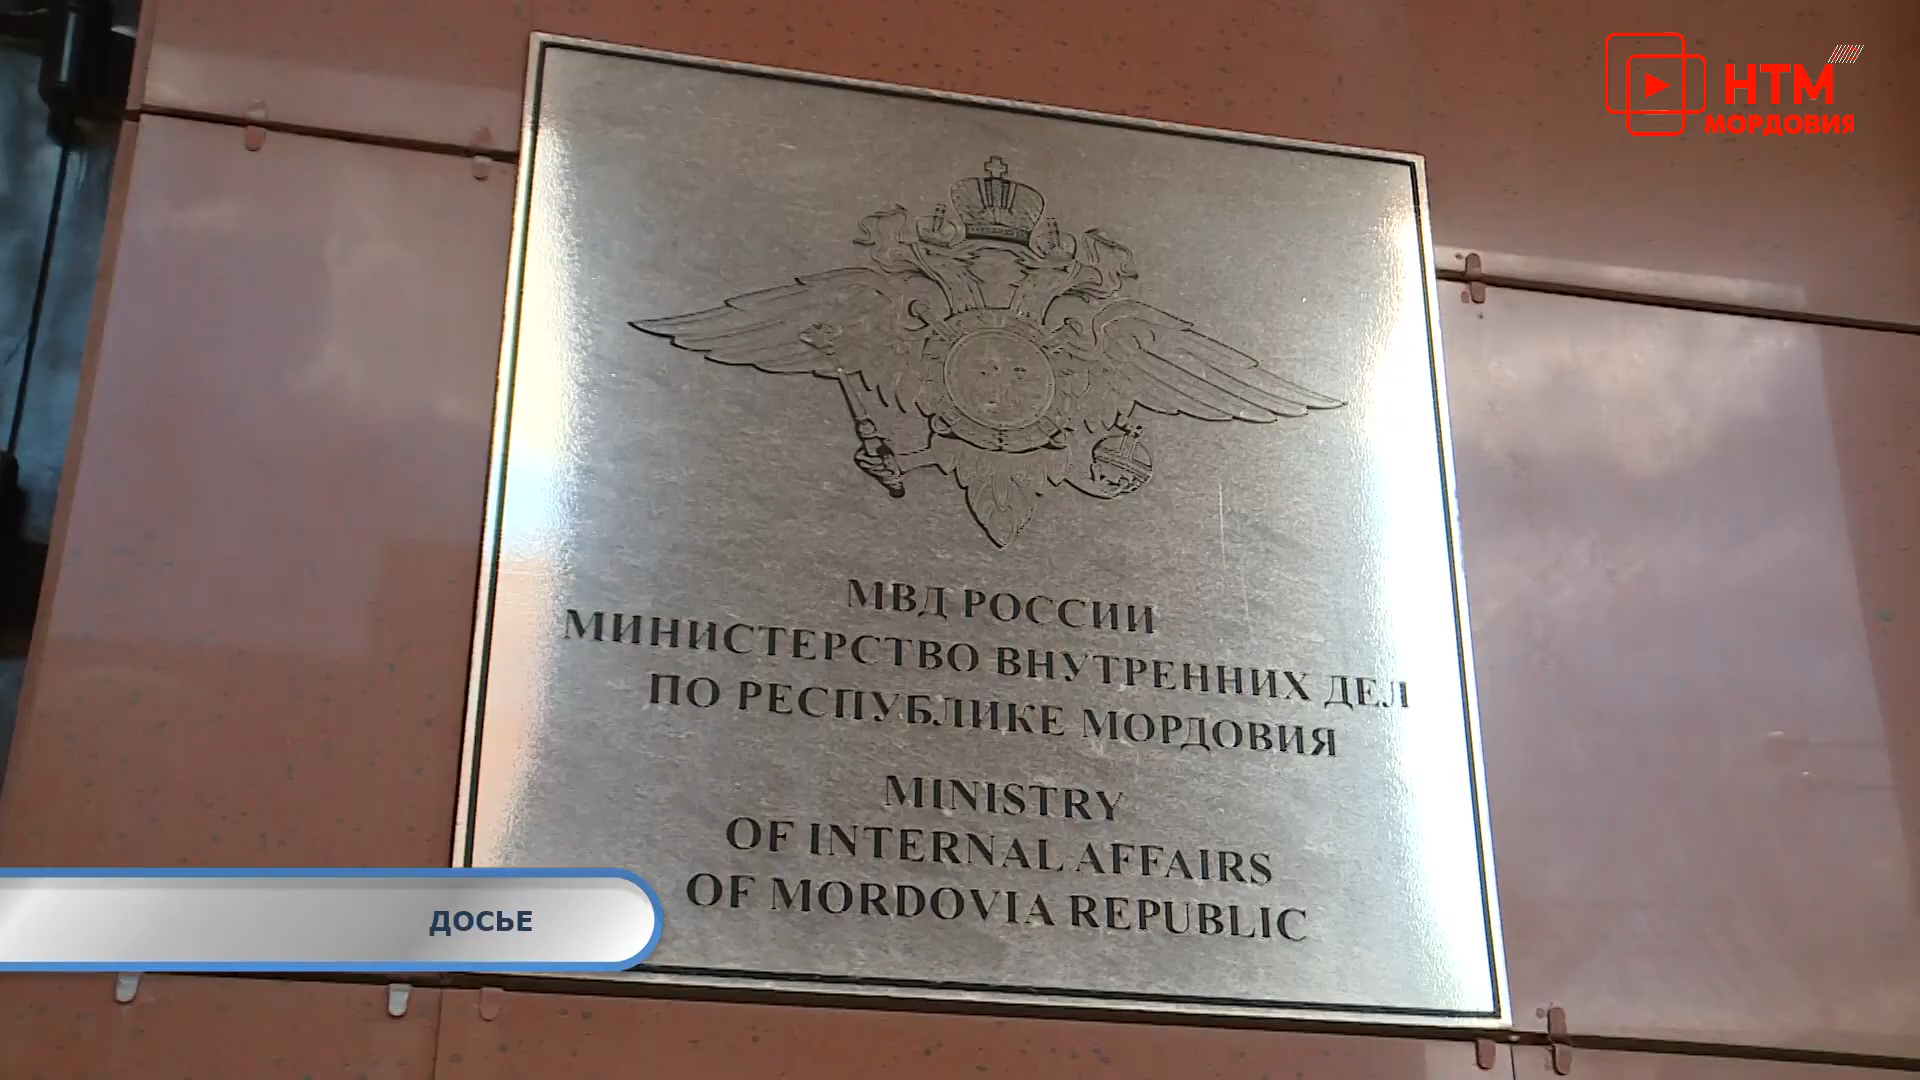 НТМ
МОРДОВИЯ
МВД РОССИИ
МИНИСТЕРСТВО ВНУТРЕННИХ ДЕЛ
ПО РЕСПУБЛИКЕ МОРДОВИЯ
MINISTRY
OF INTERNAL AFFAIRS
OF MORDOVIA REPUBLIC
ДОСЬЕ